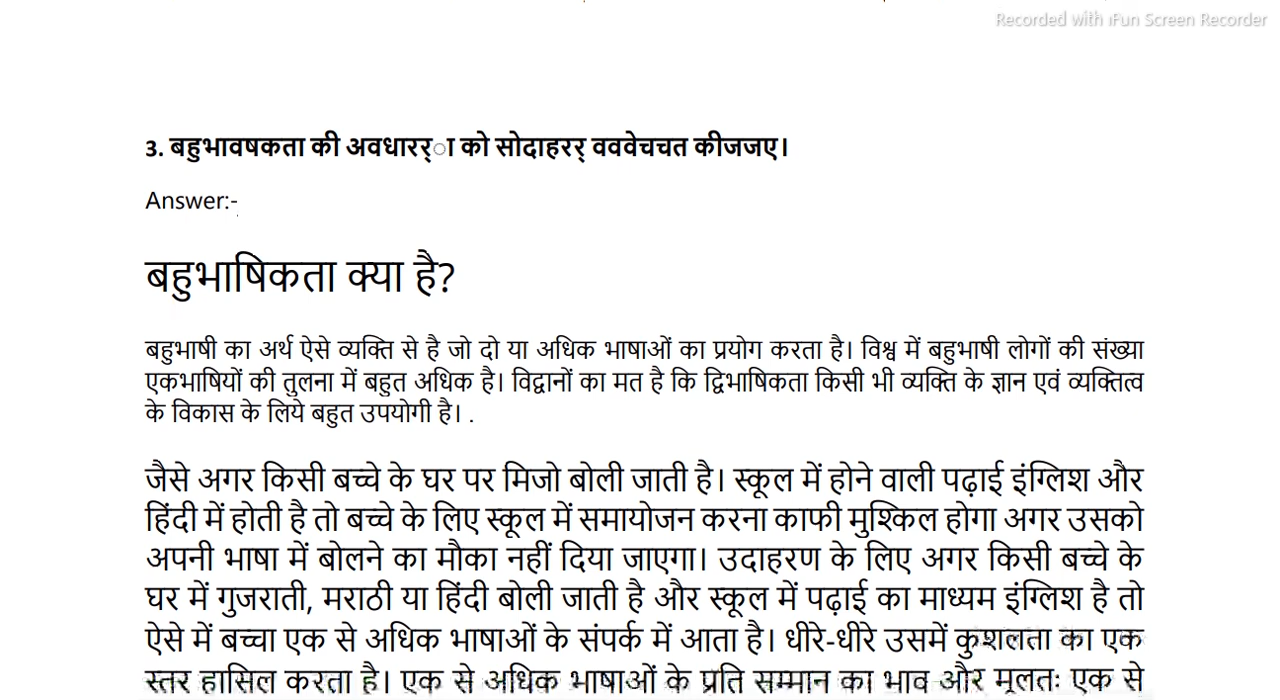 Recorded with iFun Screen Recorder
3. बहुभावषकता की अवधारर््ा को सोदाहरर् वववेचचत कीजजए।
Answer:-
बहुभाषिकता क्या है?
बहुभाषी का अर्थ ऐसे व्यक्ति से है जो दो या अधिक भाषाओं का प्रयोग करता है। विश्व में बहुभाषी लोगों की संख्या
एकभाषियों की तुलना में बहुत अधिक है। विद्वानों का मत है कि द्विभाषिकता किसी भी व्यक्ति के ज्ञान एवं व्यक्तित्व
के विकास के लिये बहुत उपयोगी है। .
जैसे अगर किसी बच्चे के घर पर मिजो बोली जाती है। स्कूल में होने वाली पढ़ाई इंग्लिश और
हिंदी में होती है तो बच्चे के लिए स्कूल में समायोजन करना काफी मुश्किल होगा अगर उसको
अपनी भाषा में बोलने का मौका नहीं दिया जाएगा। उदाहरण के लिए अगर किसी बच्चे के
घर में गुजराती, मराठी या हिंदी बोली जाती है और स्कूल में पढ़ाई का माध्यम इंग्लिश है तो
ऐसे में बच्चा एक से अधिक भाषाओं के संपर्क में आता है। धीरे-धीरे उसमें कुशलता का एक
स्तर हासिल करता है। एक से अधिक भाषाओं के प्रति सम्मान का भाव और मूलतः एक से